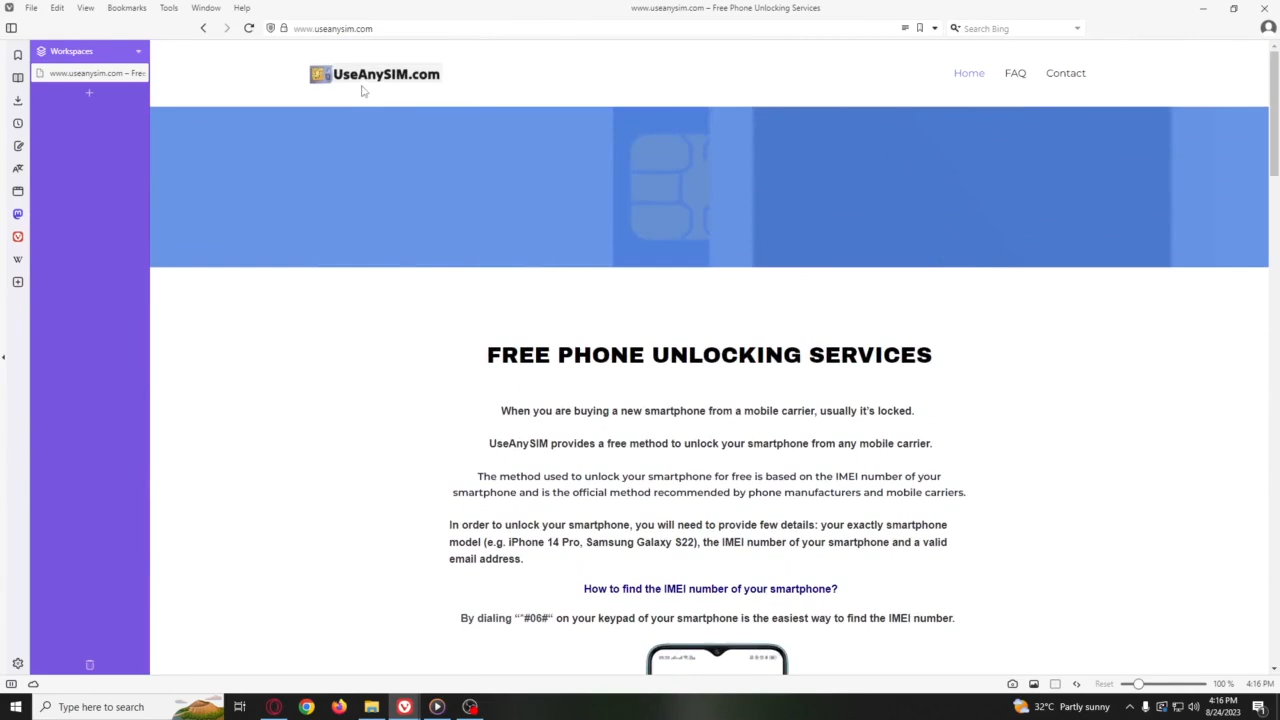 File Edit View Bookmarks Tools Window Help
www.useanysim.com – Free Phone Unlocking Services
www.useanysim.com
Search Bing
Workspaces
www.useanysim.com – Free
UseAnySIM.com
Home FAQ Contact
FREE PHONE UNLOCKING SERVICES
When you are buying a new smartphone from a mobile carrier, usually it's locked.
UseAnySIM provides a free method to unlock your smartphone from any mobile carrier.
The method used to unlock your smartphone for free is based on the IMEI number of your
smartphone and is the official method recommended by phone manufacturers and mobile carriers.
In order to unlock your smartphone, you will need to provide few details: your exactly smartphone
model (e.g. iPhone 14 Pro, Samsung Galaxy S22), the IMEI number of your smartphone and a valid
email address.
How to find the IMEI number of your smartphone?
By dialing "*#06#" on your keypad of your smartphone is the easiest way to find the IMEI number.
Reset 100 % 4:16 PM
Type here to search
32°C Partly sunny
4:16 PM
8/24/2023